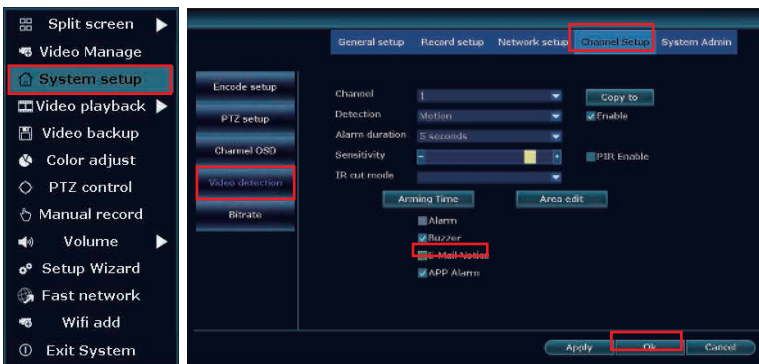 Split screen
Video Manage
System setup
Video playback
Video backup
Color adjust
PTZ control
Manual record
Volume
Setup Wizard
Fast network
Wifi add
Exit System
General setup Record setup Network setup Channel Setup System Admin
Encode setup
PTZ setup
Channel OSD
Video detection
Bitrate
Channel 1 Copy to
Detection Motion Enable
Alarm duration 5 seconds
Sensitivity - + PIR Enable
IR cut mode
Arming Time Area edit
Alarm
Buzzer
E-Mail Notice
APP Alarm
Apply Ok Cancel